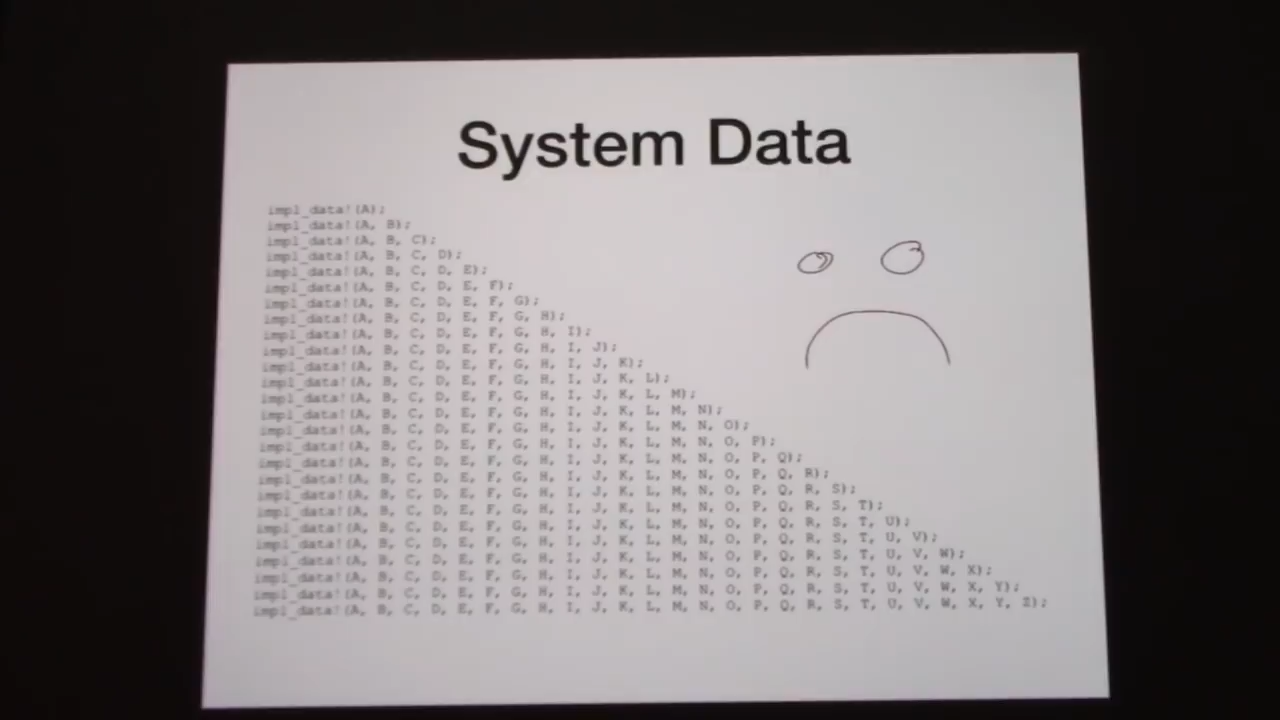 System Data
impl_data!(A);
impl_data!(A, B);
impl_data!(A, B, C);
impl_data!(A, B, C, D);
impl_data!(A, B, C, D, E);
impl_data!(A, B, C, D, E, F);
impl_data!(A, B, C, D, E, F, G);
impl_data!(A, B, C, D, E, F, G, H);
impl_data!(A, B, C, D, E, F, G, H, I);
impl_data!(A, B, C, D, E, F, G, H, I, J);
impl_data!(A, B, C, D, E, F, G, H, I, J, K);
impl_data!(A, B, C, D, E, F, G, H, I, J, K, L);
impl_data!(A, B, C, D, E, F, G, H, I, J, K, L, M);
impl_data!(A, B, C, D, E, F, G, H, I, J, K, L, M, N);
impl_data!(A, B, C, D, E, F, G, H, I, J, K, L, M, N, O);
impl_data!(A, B, C, D, E, F, G, H, I, J, K, L, M, N, O, P);
impl_data!(A, B, C, D, E, F, G, H, I, J, K, L, M, N, O, P, Q);
impl_data!(A, B, C, D, E, F, G, H, I, J, K, L, M, N, O, P, Q, R);
impl_data!(A, B, C, D, E, F, G, H, I, J, K, L, M, N, O, P, Q, R, S);
impl_data!(A, B, C, D, E, F, G, H, I, J, K, L, M, N, O, P, Q, R, S, T);
impl_data!(A, B, C, D, E, F, G, H, I, J, K, L, M, N, O, P, Q, R, S, T, U);
impl_data!(A, B, C, D, E, F, G, H, I, J, K, L, M, N, O, P, Q, R, S, T, U, V);
impl_data!(A, B, C, D, E, F, G, H, I, J, K, L, M, N, O, P, Q, R, S, T, U, V, W);
impl_data!(A, B, C, D, E, F, G, H, I, J, K, L, M, N, O, P, Q, R, S, T, U, V, W, X);
impl_data!(A, B, C, D, E, F, G, H, I, J, K, L, M, N, O, P, Q, R, S, T, U, V, W, X, Y);
impl_data!(A, B, C, D, E, F, G, H, I, J, K, L, M, N, O, P, Q, R, S, T, U, V, W, X, Y, Z);